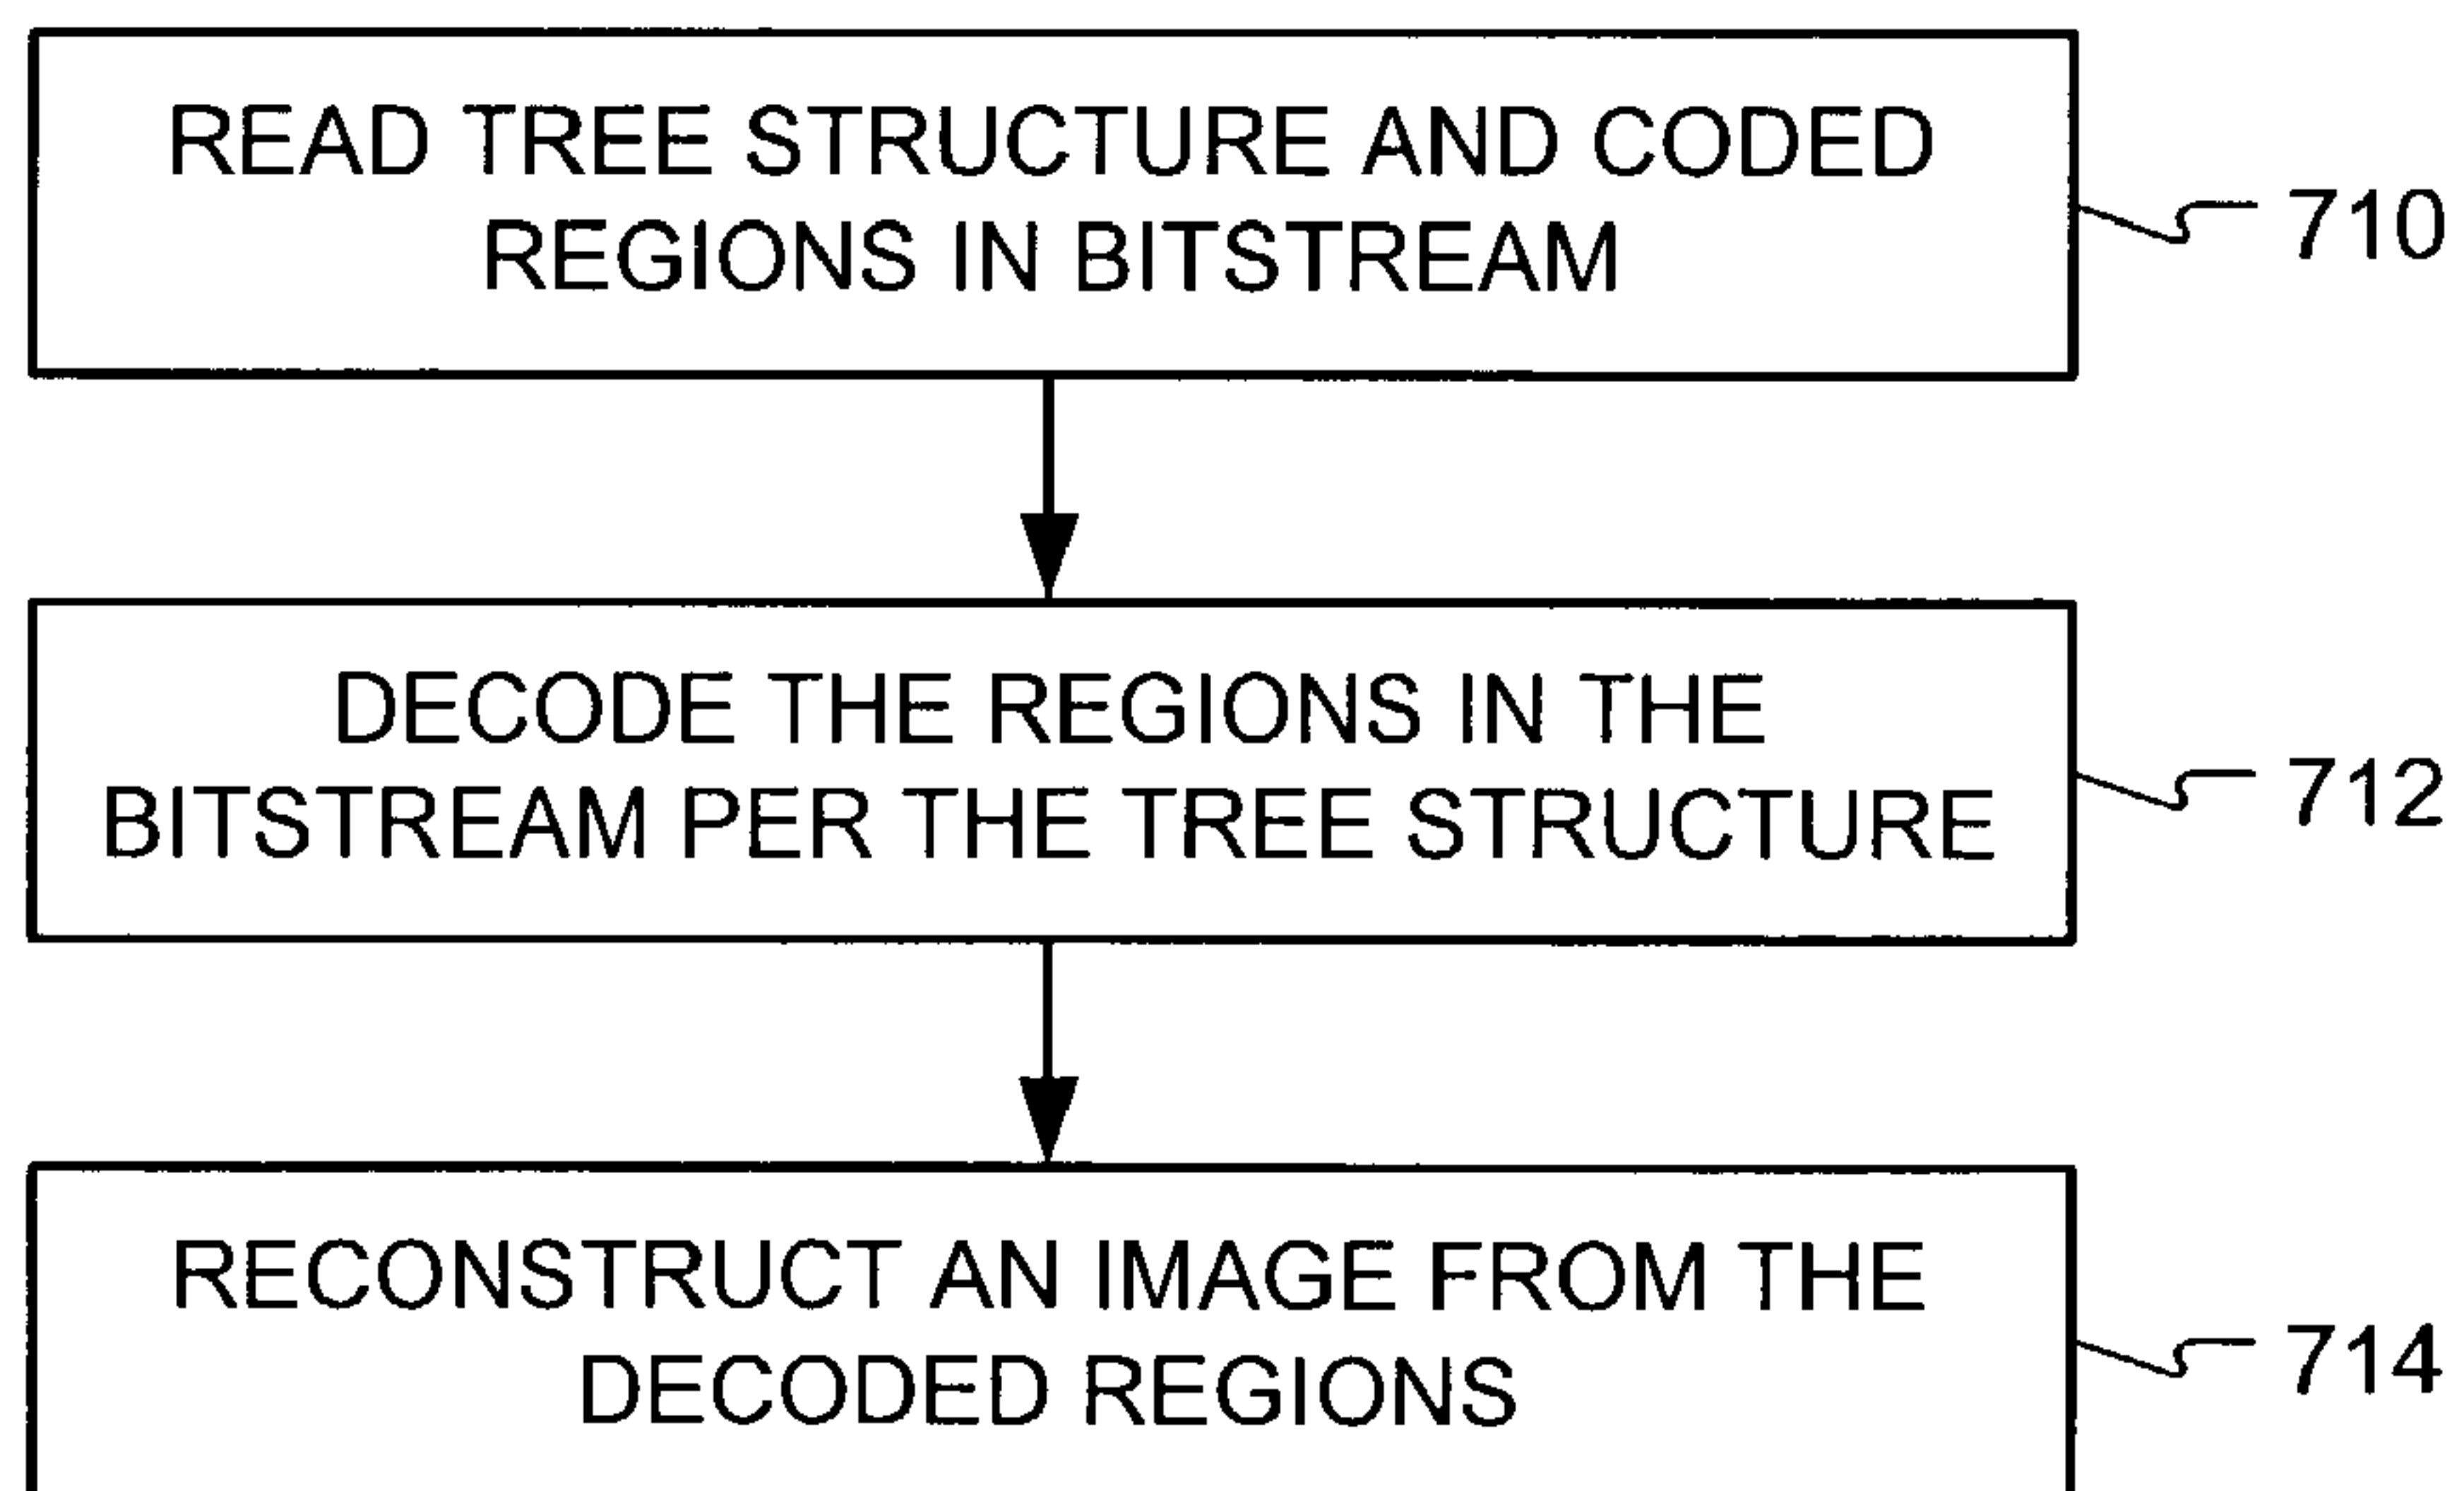 READ TREE STRUCTURE AND CODED
REGIONS IN BITSTREAM
710
DECODE THE REGIONS IN THE
BITSTREAM PER THE TREE STRUCTURE
712
RECONSTRUCT AN IMAGE FROM THE
DECODED REGIONS
714